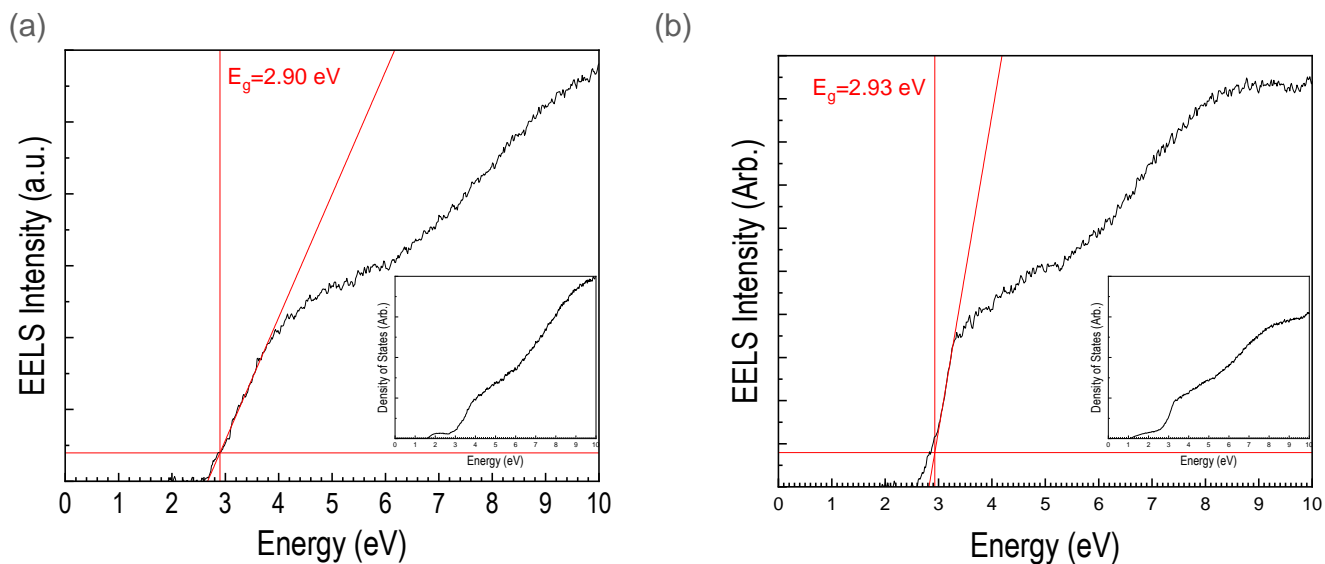 (a)
E_g=2.90 eV
EELS Intensity (a.u.)
0 1 2 3 4 5 6 7 8 9 10
Energy (eV)
Density of States (Arb.)
0 1 2 3 4 5 6 7 8 9 10
Energy (eV)
(b)
E_g=2.93 eV
EELS Intensity (Arb.)
0 1 2 3 4 5 6 7 8 9 10
Energy (eV)
Density of States (Arb.)
0 1 2 3 4 5 6 7 8 9 10
Energy (eV)